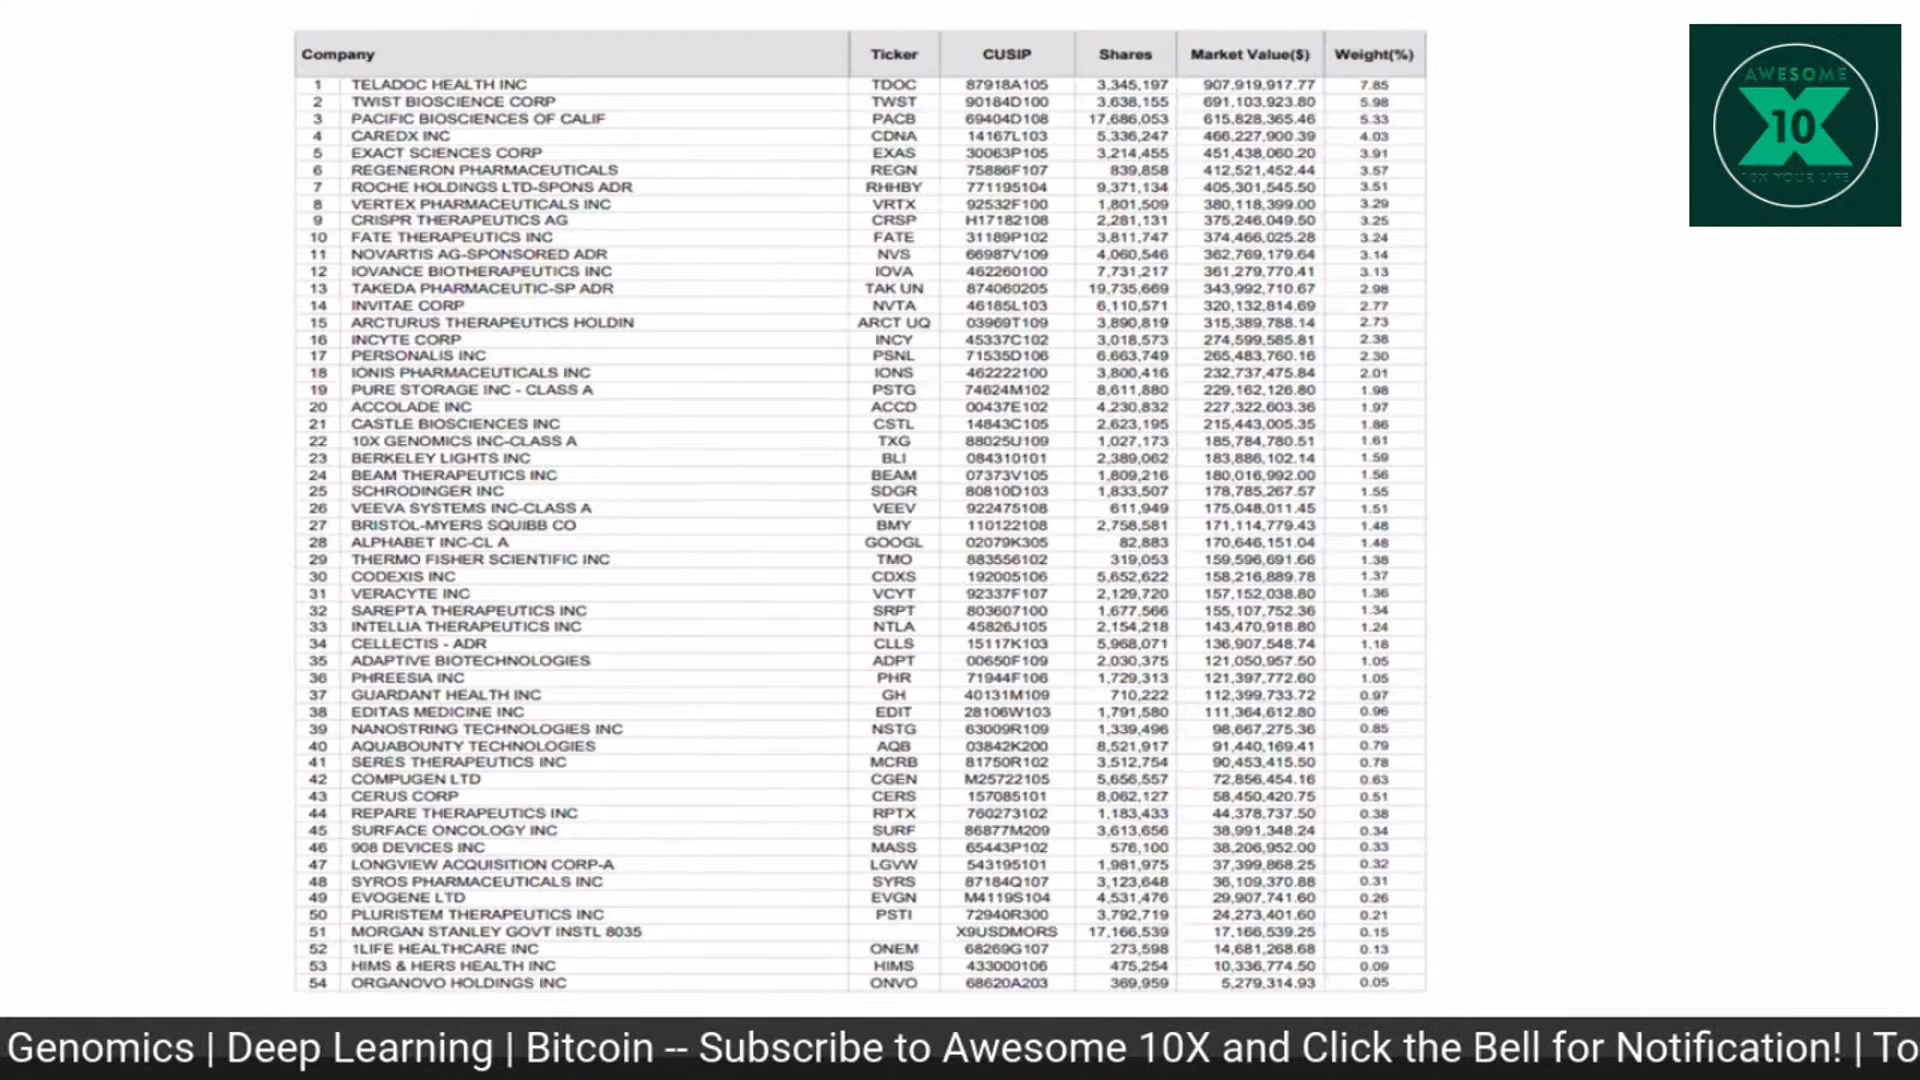 Company Ticker CUSIP Shares Market Value($) Weight(%)
1 TELADOC HEALTH INC TDOC 87918A105 3,345,197 907,919,917.77 7.85
2 TWIST BIOSCIENCE CORP TWST 90184D100 3,638,155 691,103,923.80 5.98
3 PACIFIC BIOSCIENCES OF CALIF PACB 69404D108 17,686,053 615,828,365.46 5.33
4 CAREDX INC CDNA 14167L103 5,336,247 466,227,900.39 4.03
5 EXACT SCIENCES CORP EXAS 30063P105 3,214,455 451,438,060.20 3.91
6 REGENERON PHARMACEUTICALS REGN 75886F107 839,858 412,521,452.44 3.57
7 ROCHE HOLDINGS LTD-SPONS ADR RHHBY 771195104 9,371,134 405,301,545.50 3.51
8 VERTEX PHARMACEUTICALS INC VRTX 92532F100 1,801,509 380,118,399.00 3.29
9 CRISPR THERAPEUTICS AG CRSP H17182108 2,281,131 375,246,049.50 3.25
10 FATE THERAPEUTICS INC FATE 31189P102 3,811,747 374,466,025.28 3.24
11 NOVARTIS AG-SPONSORED ADR NVS 66987V109 4,060,546 362,769,179.64 3.14
12 IOVANCE BIOTHERAPEUTICS INC IOVA 462260100 7,731,217 361,279,770.41 3.13
13 TAKEDA PHARMACEUTIC-SP ADR TAK UN 874060205 19,735,669 343,992,710.67 2.98
14 INVITAE CORP NVTA 46185L103 6,110,571 320,132,814.69 2.77
15 ARCTURUS THERAPEUTICS HOLDIN ARCT UQ 03969T109 3,890,819 315,389,788.14 2.73
16 INCYTE CORP INCY 45337C102 3,018,573 274,599,585.81 2.38
17 PERSONALIS INC PSNL 71535D106 6,663,749 265,483,760.16 2.30
18 IONIS PHARMACEUTICALS INC IONS 462222100 3,800,416 232,737,475.84 2.01
19 PURE STORAGE INC - CLASS A PSTG 74624M102 8,611,880 229,162,126.80 1.98
20 ACCOLADE INC ACCD 00437E102 4,230,832 227,322,603.36 1.97
21 CASTLE BIOSCIENCES INC CSTL 14843C105 2,623,195 215,443,005.35 1.86
22 10X GENOMICS INC-CLASS A TXG 88025U109 1,027,173 185,784,780.51 1.61
23 BERKELEY LIGHTS INC BLI 084310101 2,389,062 183,886,102.14 1.59
24 BEAM THERAPEUTICS INC BEAM 07373V105 1,809,216 180,016,992.00 1.56
25 SCHRODINGER INC SDGR 80810D103 1,833,507 178,785,267.57 1.55
26 VEEVA SYSTEMS INC-CLASS A VEEV 922475108 611,949 175,048,011.45 1.51
27 BRISTOL-MYERS SQUIBB CO BMY 110122108 2,758,581 171,114,779.43 1.48
28 ALPHABET INC-CL A GOOGL 02079K305 82,883 170,646,151.04 1.48
29 THERMO FISHER SCIENTIFIC INC TMO 883556102 319,053 159,596,691.66 1.38
30 CODEXIS INC CDXS 192005106 5,652,622 158,216,889.78 1.37
31 VERACYTE INC VCYT 92337F107 2,129,720 157,152,038.80 1.36
32 SAREPTA THERAPEUTICS INC SRPT 803607100 1,677,566 155,107,752.36 1.34
33 INTELLIA THERAPEUTICS INC NTLA 45826J105 2,154,218 143,470,918.80 1.24
34 CELLECTIS - ADR CLLS 15117K103 5,968,071 136,907,548.74 1.18
35 ADAPTIVE BIOTECHNOLOGIES ADPT 00650F109 2,030,375 121,050,957.50 1.05
36 PHREESIA INC PHR 71944F106 1,729,313 121,397,772.60 1.05
37 GUARDANT HEALTH INC GH 40131M109 710,222 112,399,733.72 0.97
38 EDITAS MEDICINE INC EDIT 28106W103 1,791,580 111,364,612.80 0.96
39 NANOSTRING TECHNOLOGIES INC NSTG 63009R109 1,339,496 98,667,275.36 0.85
40 AQUABOUNTY TECHNOLOGIES AQB 03842K200 8,521,917 91,440,169.41 0.79
41 SERES THERAPEUTICS INC MCRB 81750R102 3,512,754 90,453,415.50 0.78
42 COMPUGEN LTD CGEN M25722105 5,656,557 72,856,454.16 0.63
43 CERUS CORP CERS 157085101 8,062,127 58,450,420.75 0.51
44 REPARE THERAPEUTICS INC RPTX 760273102 1,183,433 44,378,737.50 0.38
45 SURFACE ONCOLOGY INC SURF 86877M209 3,613,656 38,991,348.24 0.34
46 908 DEVICES INC MASS 65443P102 576,100 38,206,952.00 0.33
47 LONGVIEW ACQUISITION CORP-A LGVW 543195101 1,981,975 37,399,868.25 0.32
48 SYROS PHARMACEUTICALS INC SYRS 87184Q107 3,123,648 36,109,370.88 0.31
49 EVOGENE LTD EVGN M4119S104 4,531,476 29,907,741.60 0.26
50 PLURISTEM THERAPEUTICS INC PSTI 72940R300 3,792,719 24,273,401.60 0.21
51 MORGAN STANLEY GOVT INSTL 8035 X9USDMORS 17,166,539 17,166,539.25 0.15
52 1LIFE HEALTHCARE INC ONEM 68269G107 273,598 14,681,268.68 0.13
53 HIMS & HERS HEALTH INC HIMS 433000106 475,254 10,336,774.50 0.09
54 ORGANOVO HOLDINGS INC ONVO 68620A203 369,959 5,279,314.93 0.05
AWESOME
10
10X YOUR LIFE
Genomics | Deep Learning | Bitcoin -- Subscribe to Awesome 10X and Click the Bell for Notification! | To